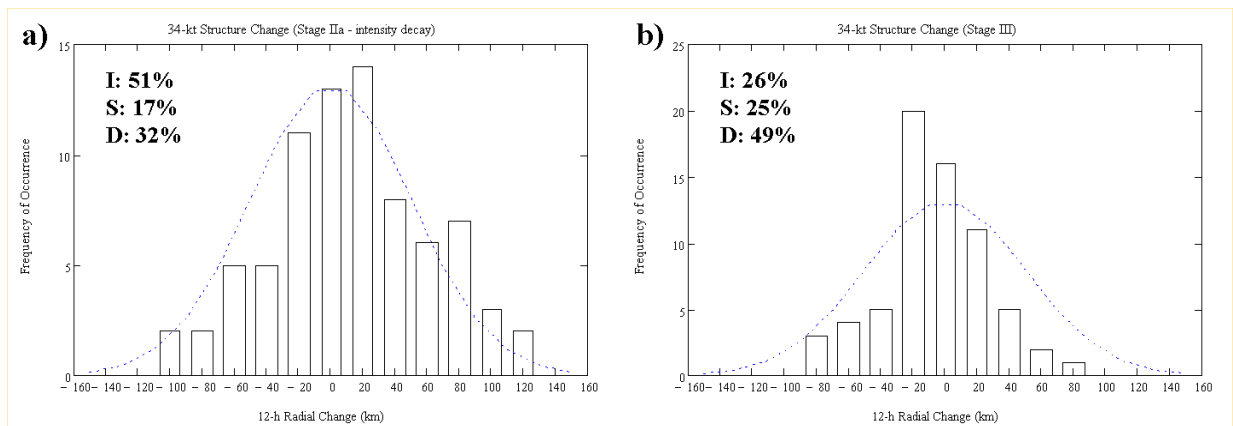 a)
34-kt Structure Change (Stage IIa - intensity decay)
I: 51%
S: 17%
D: 32%
15
10
5
0
Frequency of Occurrence
− 160 − 140 − 120 − 100 − 80 − 60 − 40 − 20 0 20 40 60 80 100 120 140 160
12-h Radial Change (km)
b)
34-kt Structure Change (Stage III)
I: 26%
S: 25%
D: 49%
25
20
15
10
5
0
Frequency of Occurrence
− 160 − 140 − 120 − 100 − 80 − 60 − 40 − 20 0 20 40 60 80 100 120 140 160
12-h Radial Change (km)